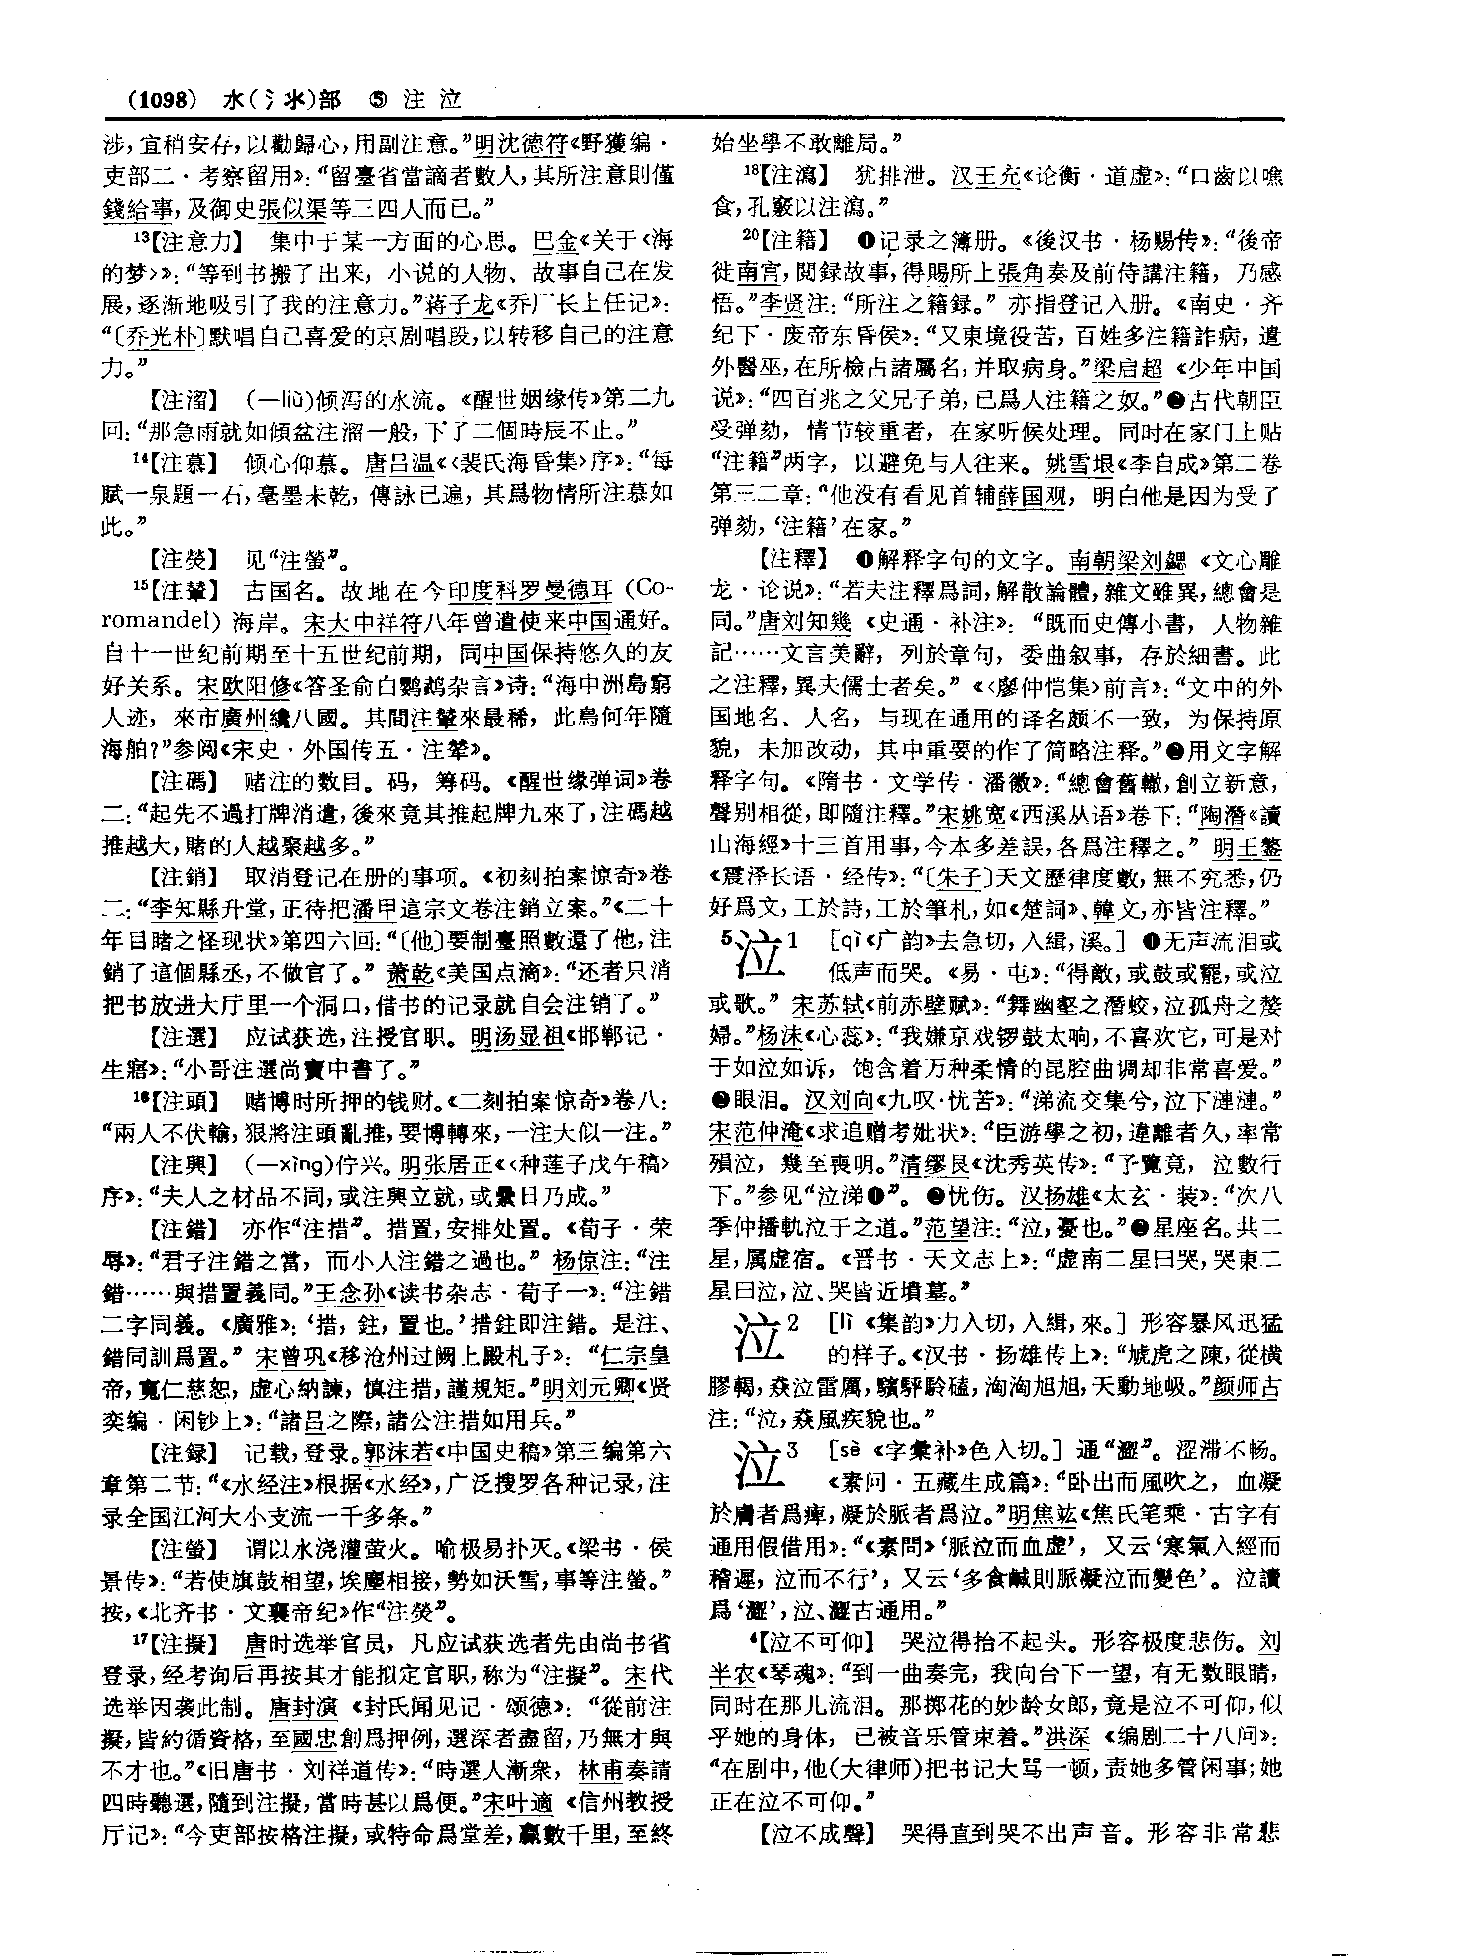 (1098) 水(氵氺)部 ⑤ 注 泣
涉,宜稍安存,以勸歸心,用副注意。”明沈德符《野獲编·
吏部二·考察留用》:“留臺省當謫者數人,其所注意則僅
錢給事,及御史張似渠等三四人而已。”
13【注意力】 集中于某一方面的心思。巴金《关于〈海
的梦〉》:“等到书搬了出来,小说的人物、故事自己在发
展,逐渐地吸引了我的注意力。”蒋子龙《乔厂长上任记》:
“〔乔光朴〕默唱自己喜爱的京剧唱段,以转移自己的注意
力。”
【注溜】 (—liù)倾泻的水流。《醒世姻缘传》第二九
回:“那急雨就如傾盆注溜一般,下了二個時辰不止。”
14【注慕】 倾心仰慕。唐吕温《〈裴氏海昏集〉序》:“每
賦一泉題一石,毫墨未乾,傳詠已遍,其爲物情所注慕如
此。”
【注熒】 见“注螢”。
15【注輦】 古国名。故地在今印度科罗曼德耳(Co-
romandel)海岸。宋大中祥符八年曾遣使来中国通好。
自十一世纪前期至十五世纪前期,同中国保持悠久的友
好关系。宋欧阳修《答圣俞白鹦鹉杂言》诗:“海中洲島窮
人迹,來市廣州纔八國。其間注輦來最稀,此鳥何年隨
海舶?”参阅《宋史·外国传五·注辇》。
【注碼】 赌注的数目。码,筹码。《醒世缘弹词》卷
二:“起先不過打牌消遣,後來竟其推起牌九來了,注碼越
推越大,賭的人越聚越多。”
【注銷】 取消登记在册的事项。《初刻拍案惊奇》卷
二:“李知縣升堂,正待把潘甲這宗文卷注銷立案。”《二十
年目睹之怪现状》第四六回:“〔他〕要制臺照數還了他,注
銷了這個縣丞,不做官了。”萧乾《美国点滴》:“还者只消
把书放进大厅里一个洞口,借书的记录就自会注销了。”
【注選】 应试获选,注授官职。明汤显祖《邯郸记·
生寤》:“小哥注選尚寶中書了。”
16【注頭】 赌博时所押的钱财。《二刻拍案惊奇》卷八:
“兩人不伏輸,狠將注頭亂推,要博轉來,一注大似一注。”
【注興】 (—xìng)伫兴。明张居正《〈种莲子戊午稿〉
序》:“夫人之材品不同,或注興立就,或纍日乃成。”
【注錯】 亦作“注措”。措置,安排处置。《荀子·荣
辱》:“君子注錯之當,而小人注錯之過也。”杨倞注:“注
錯……與措置義同。”王念孙《读书杂志·荀子一》:“注錯
二字同義。《廣雅》:‘措,鉒,置也。’措鉒即注錯。是注、
錯同訓爲置。”宋曾巩《移沧州过阙上殿札子》:“仁宗皇
帝,寬仁慈恕,虚心納諫,慎注措,謹規矩。”明刘元卿《贤
奕编·闲钞上》:“諸吕之際,諸公注措如用兵。”
【注録】 记载,登录。郭沫若《中国史稿》第三编第六
章第二节:“《水经注》根据《水经》,广泛搜罗各种记录,注
录全国江河大小支流一千多条。”
【注螢】 谓以水浇灌萤火。喻极易扑灭。《梁书·侯
景传》:“若使旗鼓相望,埃塵相接,勢如沃雪,事等注螢。”
按,《北齐书·文襄帝纪》作“注熒”。
17【注擬】 唐时选举官员,凡应试获选者先由尚书省
登录,经考询后再按其才能拟定官职,称为“注擬”。宋代
选举因袭此制。唐封演《封氏闻见记·颂德》:“從前注
擬,皆約循資格,至國忠創爲押例,選深者盡留,乃無才與
不才也。”《旧唐书·刘祥道传》:“時選人漸衆,林甫奏請
四時聽選,隨到注擬,當時甚以爲便。”宋叶適《信州教授
厅记》:“今吏部按格注擬,或特命爲堂差,贏數千里,至終
始坐學不敢離局。”
18【注瀉】 犹排泄。汉王充《论衡·道虚》:“口齒以噍
食,孔竅以注瀉。”
20【注籍】 ❶记录之簿册。《後汉书·杨赐传》:“後帝
徙南宫,閲録故事,得賜所上張角奏及前侍講注籍,乃感
悟。”李贤注:“所注之籍録。”亦指登记入册。《南史·齐
纪下·废帝东昏侯》:“又東境役苦,百姓多注籍詐病,遣
外醫巫,在所檢占諸屬名,并取病身。”梁启超《少年中国
说》:“四百兆之父兄子弟,已爲人注籍之奴。”❷古代朝臣
受弹劾,情节较重者,在家听候处理。同时在家门上贴
“注籍”两字,以避免与人往来。姚雪垠《李自成》第二卷
第三二章:“他没有看见首辅薛国观,明白他是因为受了
弹劾,‘注籍’在家。”
【注釋】 ❶解释字句的文字。南朝梁刘勰《文心雕
龙·论说》:“若夫注釋爲詞,解散論體,雜文雖異,總會是
同。”唐刘知幾《史通·补注》:“既而史傳小書,人物雜
記……文言美辭,列於章句,委曲叙事,存於細書。此
之注釋,異夫儒士者矣。”《〈廖仲恺集〉前言》:“文中的外
国地名、人名,与现在通用的译名颇不一致,为保持原
貌,未加改动,其中重要的作了简略注释。”❷用文字解
释字句。《隋书·文学传·潘徽》:“總會舊轍,創立新意,
聲别相從,即隨注釋。”宋姚宽《西溪丛语》卷下:“陶潛《讀
山海經》十三首用事,今本多差誤,各爲注釋之。”明王鏊
《震泽长语·经传》:“〔朱子〕天文歷律度數,無不究悉,仍
好爲文,工於詩,工於筆札,如《楚詞》、韓文,亦皆注釋。”
5泣1 [qì《广韵》去急切,入緝,溪。]❶无声流泪或
低声而哭。《易·屯》:“得敵,或鼓或罷,或泣
或歌。”宋苏轼《前赤壁赋》:“舞幽壑之潛蛟,泣孤舟之嫠
婦。”杨沫《心蕊》:“我嫌京戏锣鼓太响,不喜欢它,可是对
于如泣如诉,饱含着万种柔情的昆腔曲调却非常喜爱。”
❷眼泪。汉刘向《九叹·忧苦》:“涕流交集兮,泣下漣漣。”
宋范仲淹《求追赠考妣状》:“臣游學之初,違離者久,率常
殞泣,幾至喪明。”清缪艮《沈秀英传》:“予覽竟,泣數行
下。”参见“泣涕❶”。❸忧伤。汉扬雄《太玄·装》:“次八
季仲播軌泣于之道。”范望注:“泣,憂也。”❹星座名。共二
星,属虚宿。《晋书·天文志上》:“虚南二星曰哭,哭東二
星曰泣,泣、哭皆近墳墓。”
泣2 [lì《集韵》力入切,入緝,來。]形容暴风迅猛
的样子。《汉书·扬雄传上》:“虓虎之陳,從橫
膠轕,猋泣雷厲,驞駍駖磕,洶洶旭旭,天動地岋。”颜师古
注:“泣,猋風疾貌也。”
泣3 [sè《字彙补》色入切。]通“澀”。涩滞不畅。
《素问·五藏生成篇》:“卧出而風吹之,血凝
於膚者爲痺,凝於脈者爲泣。”明焦竑《焦氏笔乘·古字有
通用假借用》:“《素問》‘脈泣而血虚’,又云‘寒氣入經而
稽遲,泣而不行’,又云‘多食鹹則脈凝泣而變色’。泣讀
爲‘澀’,泣、澀古通用。”
4【泣不可仰】 哭泣得抬不起头。形容极度悲伤。刘
半农《琴魂》:“到一曲奏完,我向台下一望,有无数眼睛,
同时在那儿流泪。那掷花的妙龄女郎,竟是泣不可仰,似
乎她的身体,已被音乐管束着。”洪深《编剧二十八问》:
“在剧中,他(大律师)把书记大骂一顿,责她多管闲事;她
正在泣不可仰。”
【泣不成聲】 哭得直到哭不出声音。形容非常悲